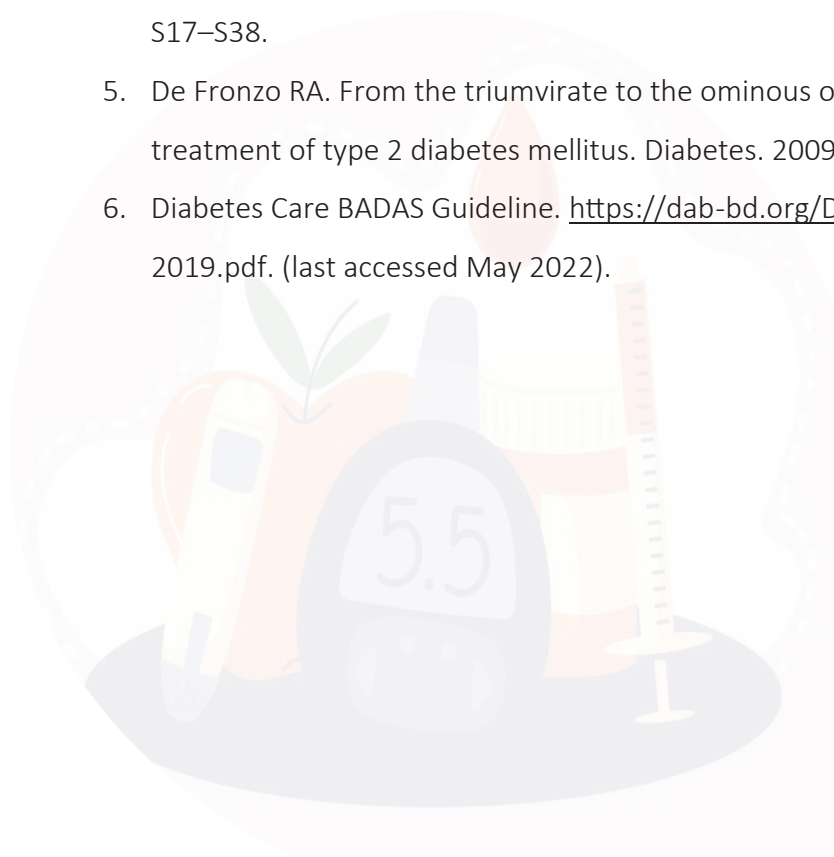 S17–S38.
5. De Fronzo RA. From the triumvirate to the ominous
treatment of type 2 diabetes mellitus. Diabetes. 2009
6. Diabetes Care BADAS Guideline. https://dab-bd.org/
2019.pdf. (last accessed May 2022).
5.5